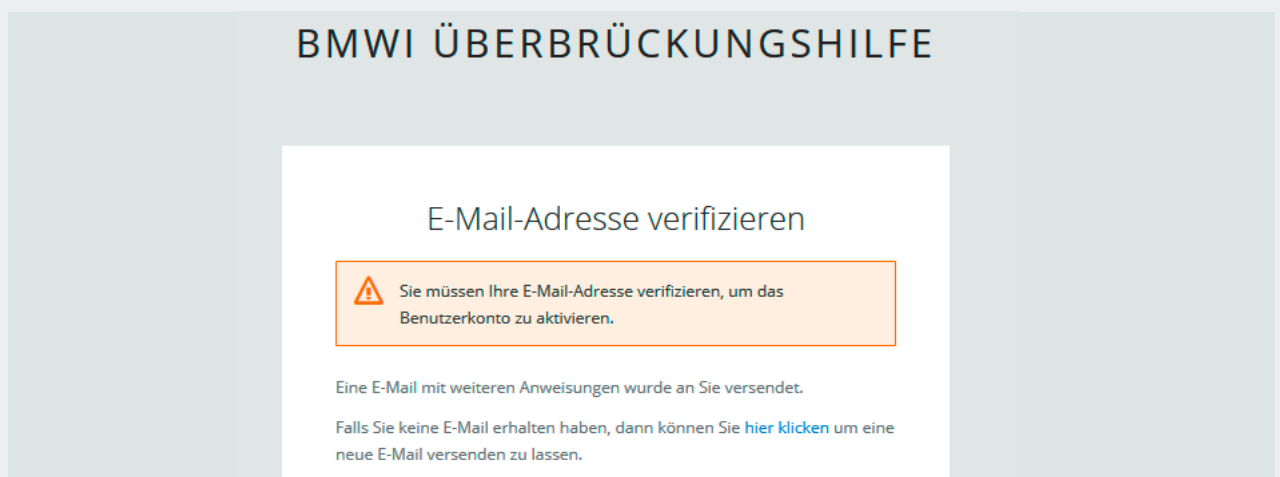 BMWI ÜBERBRÜCKUNGSHILFE
E-Mail-Adresse verifizieren
Sie müssen Ihre E-Mail-Adresse verifizieren, um das
Benutzerkonto zu aktivieren.
Eine E-Mail mit weiteren Anweisungen wurde an Sie versendet.
Falls Sie keine E-Mail erhalten haben, dann können Sie hier klicken um eine
neue E-Mail versenden zu lassen.